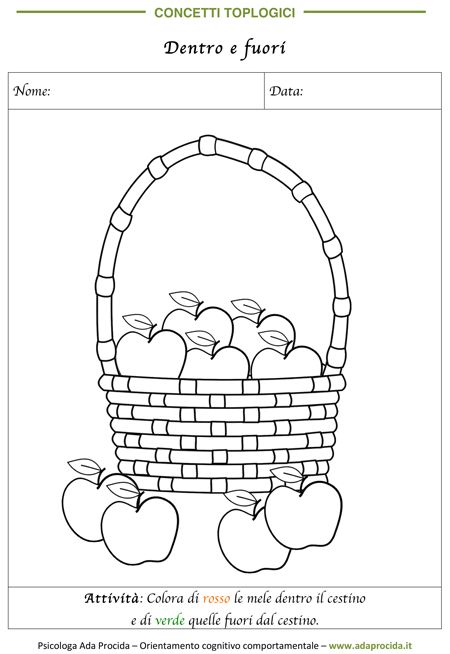 CONCETTI TOPLOGICI
Dentro e fuori
Nome:
Data:
Attività: Colora di rosso le mele dentro il cestino
e di verde quelle fuori dal cestino.
Psicologa Ada Procida – Orientamento cognitivo comportamentale – www.adaprocida.it